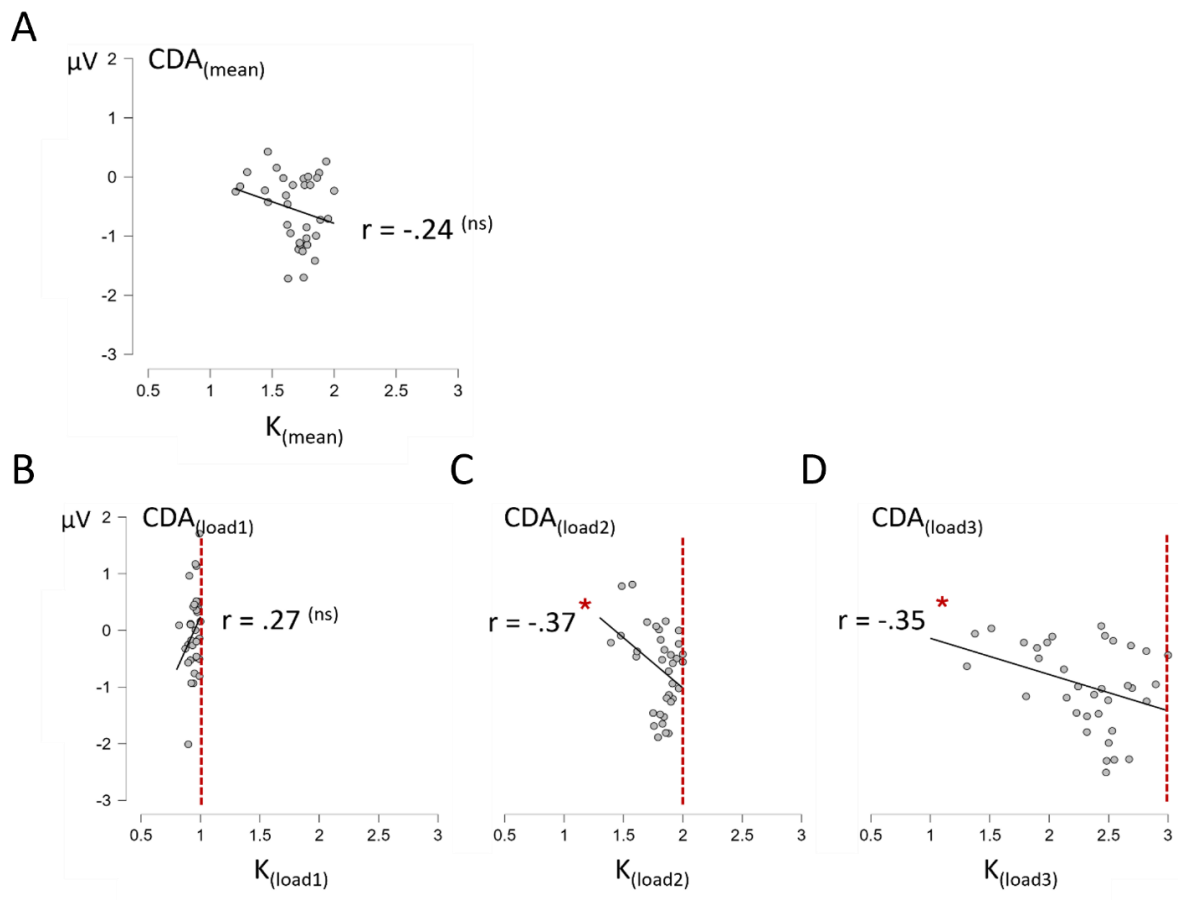 A
µV 2 CDA(mean)
1
0
-1 r = -.24 (ns)
-2
-3
0.5 1 1.5 2 2.5 3
K(mean)
B C D
µV 2 CDA(load1) CDA(load2) CDA(load3)
1
* *
r = .27 (ns) r = -.37 r = -.35
0
-1
-2
-3
0.5 1 1.5 2 2.5 3 0.5 1 1.5 2 2.5 3 0.5 1 1.5 2 2.5 3
K(load1) K(load2) K(load3)